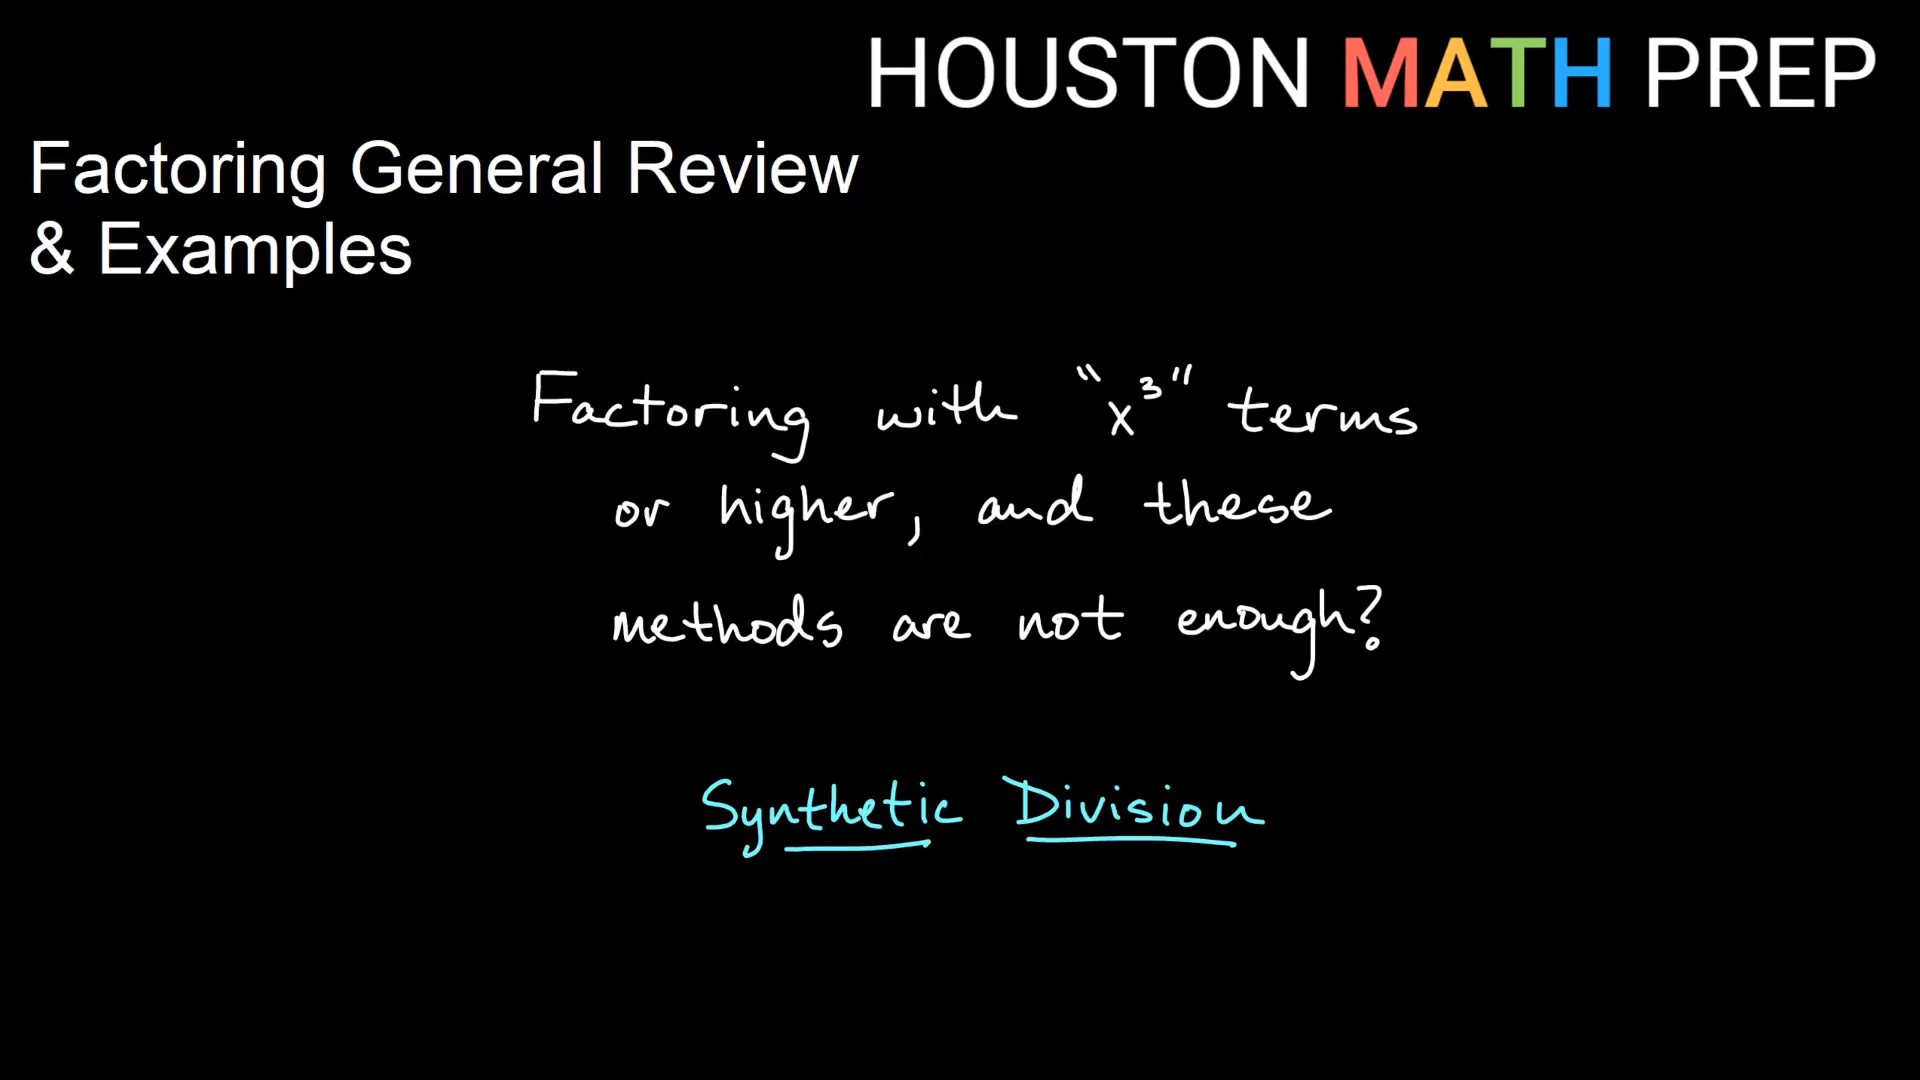 HOUSTON MATH PREP
Factoring General Review
& Examples
Factoring with "x³" terms
or higher, and these
methods are not enough?
Synthetic Division